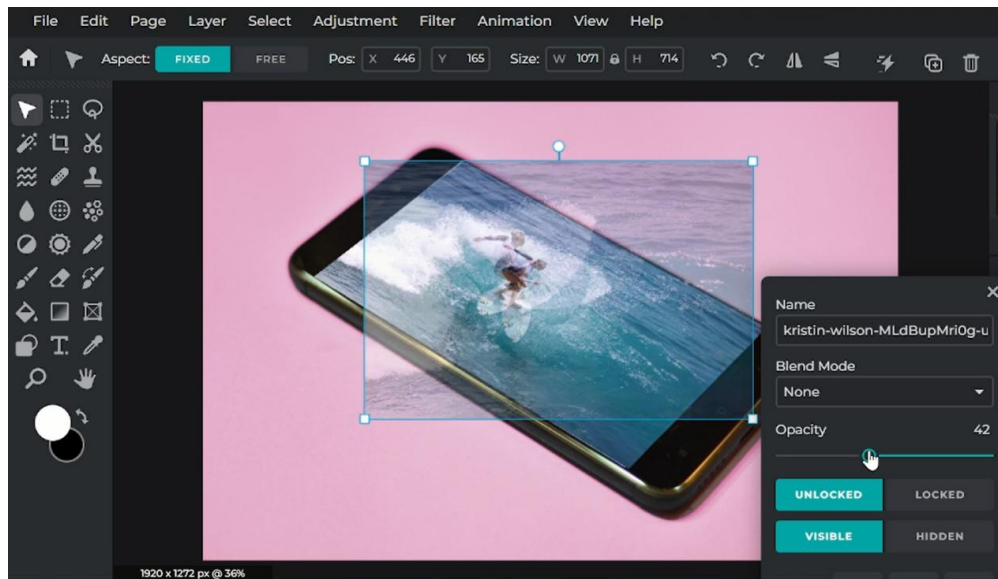 File Edit Page Layer Select Adjustment Filter Animation View Help
Aspect: FIXED FREE Pos: X 446 Y 165 Size: W 1071 H 714
T.
Name
kristin-wilson-MLdBupMri0g-u
Blend Mode
None
Opacity 42
UNLOCKED LOCKED
VISIBLE HIDDEN
1920 x 1272 px @ 36%